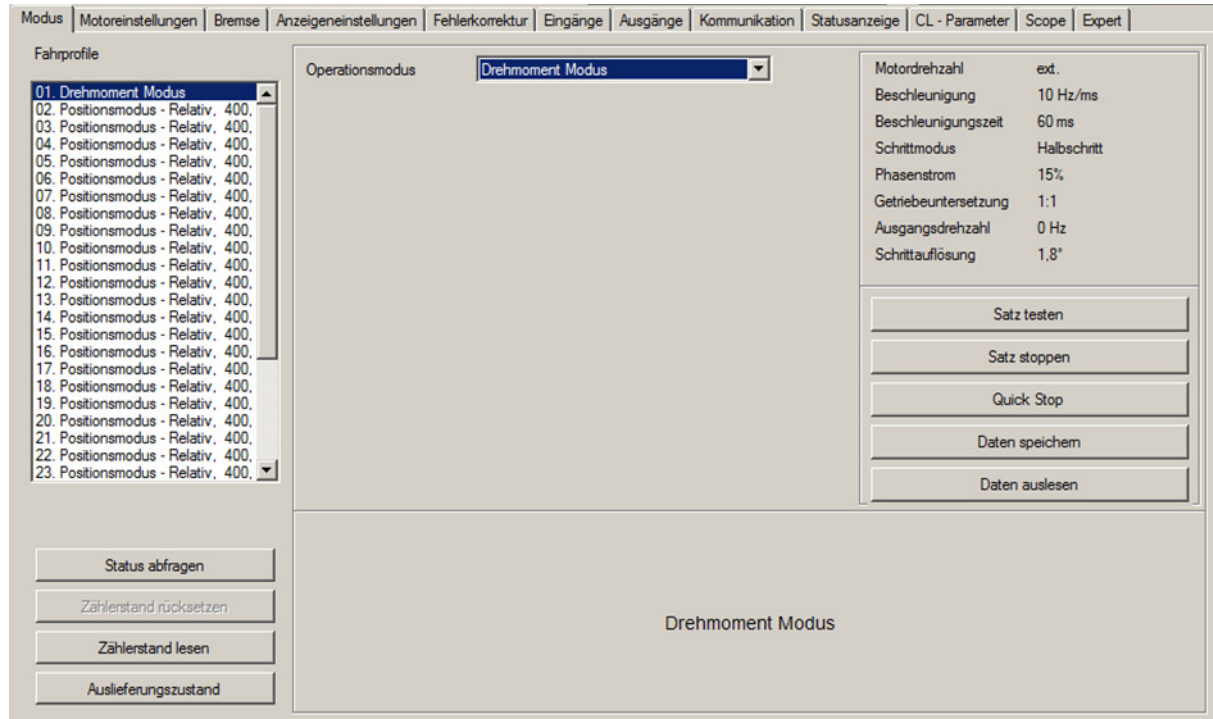 Modus Motoreinstellungen Bremse Anzeigeneinstellungen Fehlerkorrektur Eingänge Ausgänge Kommunikation Statusanzeige CL - Parameter Scope Expert
Fahrprofile
01. Drehmoment Modus
02. Positionsmodus - Relativ, 400,
03. Positionsmodus - Relativ, 400,
04. Positionsmodus - Relativ, 400,
05. Positionsmodus - Relativ, 400,
06. Positionsmodus - Relativ, 400,
07. Positionsmodus - Relativ, 400,
08. Positionsmodus - Relativ, 400,
09. Positionsmodus - Relativ, 400,
10. Positionsmodus - Relativ, 400,
11. Positionsmodus - Relativ, 400,
12. Positionsmodus - Relativ, 400,
13. Positionsmodus - Relativ, 400,
14. Positionsmodus - Relativ, 400,
15. Positionsmodus - Relativ, 400,
16. Positionsmodus - Relativ, 400,
17. Positionsmodus - Relativ, 400,
18. Positionsmodus - Relativ, 400,
19. Positionsmodus - Relativ, 400,
20. Positionsmodus - Relativ, 400,
21. Positionsmodus - Relativ, 400,
22. Positionsmodus - Relativ, 400,
23. Positionsmodus - Relativ, 400,
Status abfragen
Zählerstand rücksetzen
Zählerstand lesen
Auslieferungszustand
Operationsmodus Drehmoment Modus
Motordrehzahl ext.
Beschleunigung 10 Hz/ms
Beschleunigungszeit 60 ms
Schrittmodus Halbschritt
Phasenstrom 15%
Getriebeuntersetzung 1:1
Ausgangsdrehzahl 0 Hz
Schrittauflösung 1,8°
Satz testen
Satz stoppen
Quick Stop
Daten speichern
Daten auslesen
Drehmoment Modus